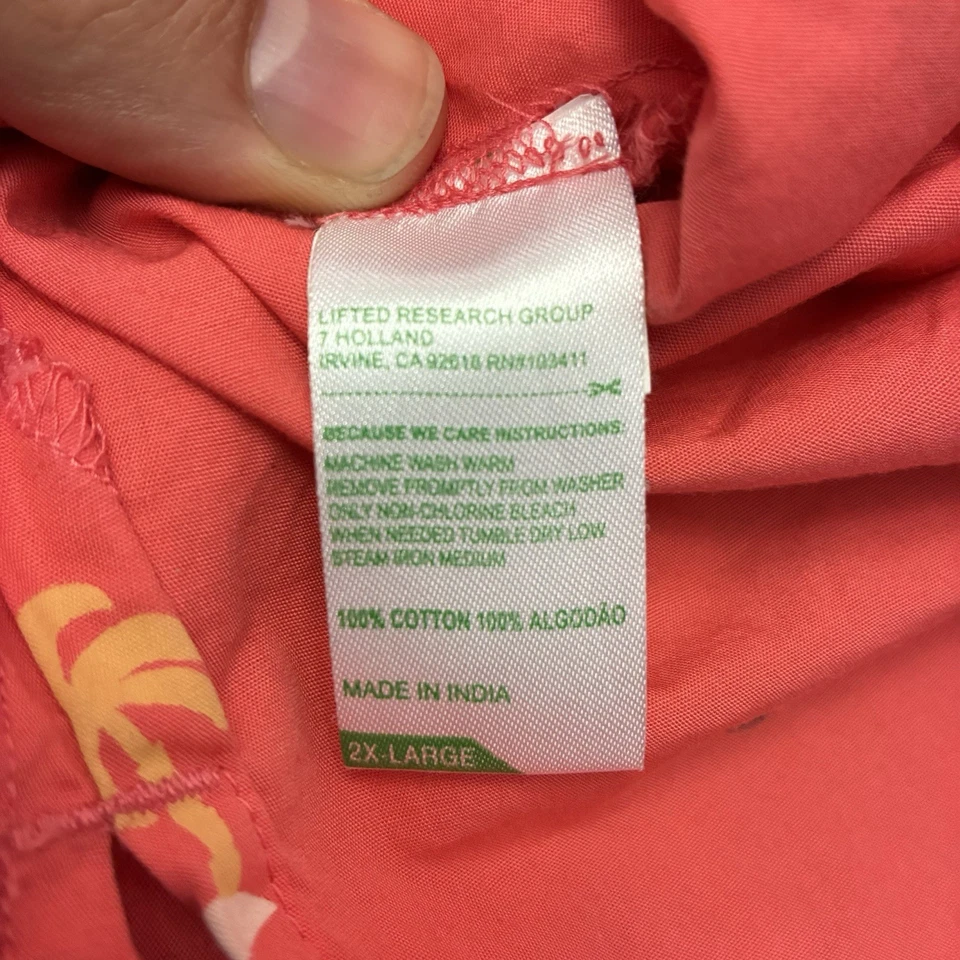 LIFTED RESEARCH GROUP
7 HOLLAND
IRVINE, CA 92618 RN#103411
BECAUSE WE CARE INSTRUCTIONS:
MACHINE WASH WARM
REMOVE PROMPTLY FROM WASHER
ONLY NON-CHLORINE BLEACH
WHEN NEEDED TUMBLE DRY LOW
STEAM IRON MEDIUM
100% COTTON 100% ALGODÃO
MADE IN INDIA
2X-LARGE